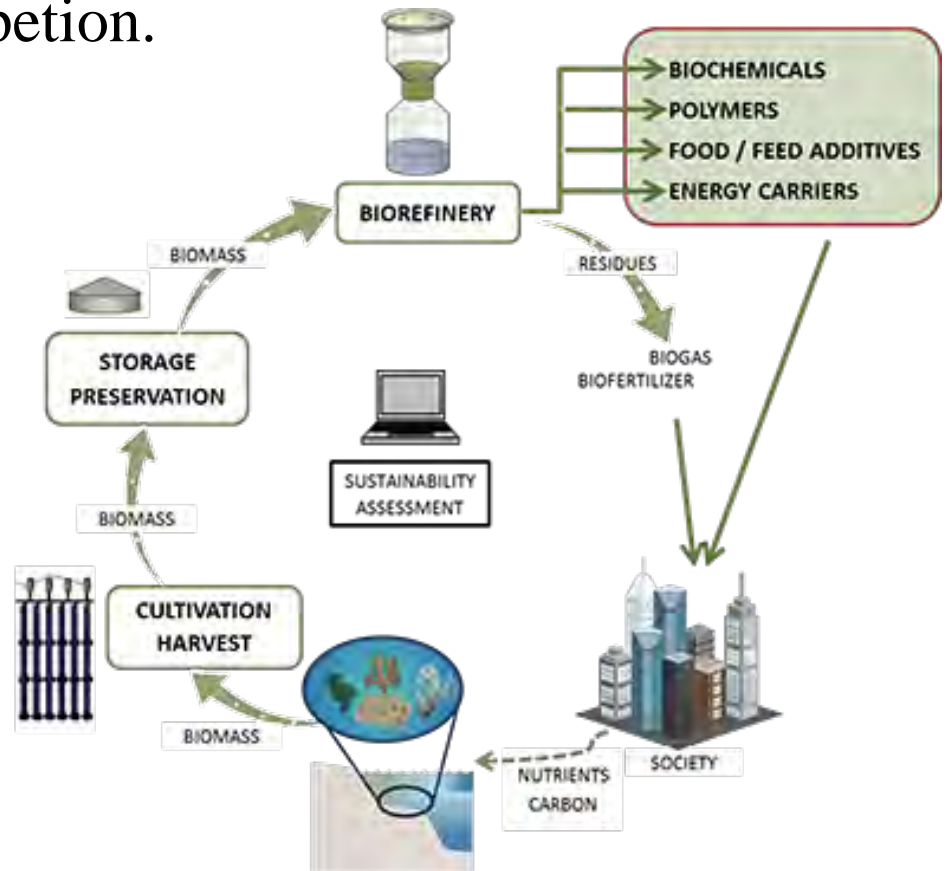 petion.
BIOCHEMICALS
POLYMERS
FOOD / FEED ADDITIVES
ENERGY CARRIERS
BIOREFINERY
BIOMASS
RESIDUES
STORAGE
PRESERVATION
BIOGAS
BIOFERTILIZER
SUSTAINABILITY
ASSESSMENT
BIOMASS
CULTIVATION
HARVEST
BIOMASS
SOCIETY
NUTRIENTS
CARBON